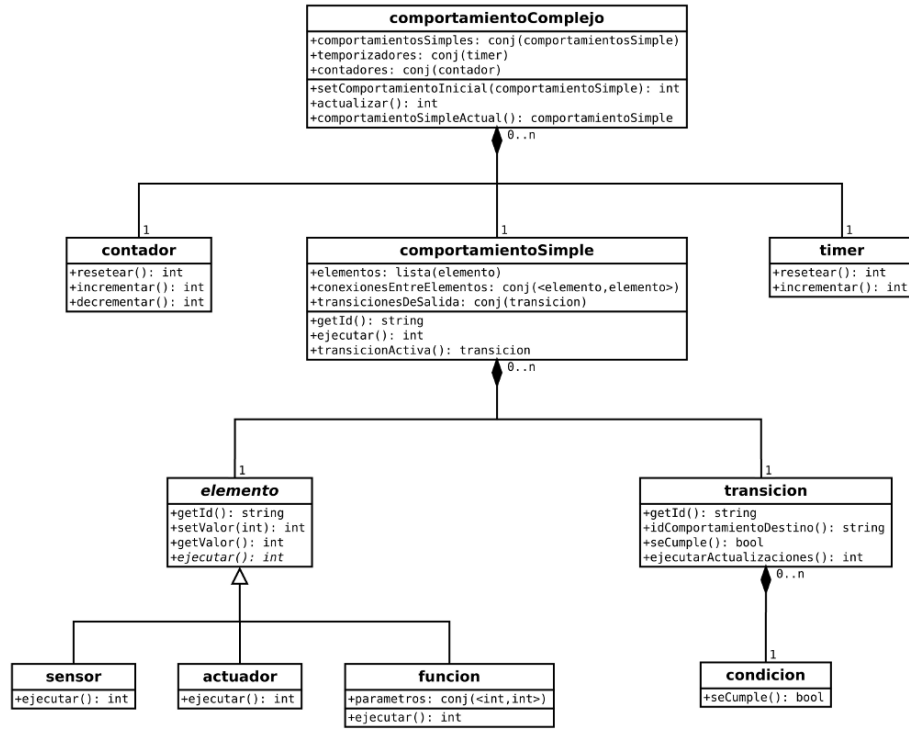 comportamientoComplejo
+comportamientosSimples: conj(comportamientosSimple)
+temporizadores: conj(timer)
+contadores: conj(contador)
+setComportamientoInicial(comportamientoSimple): int
+actualizar(): int
+comportamientoSimpleActual(): comportamientoSimple
0..n
1
1
1
contador
+resetear(): int
+incrementar(): int
+decrementar(): int
comportamientoSimple
+elementos: lista(elemento)
+conexionesEntreElementos: conj(<elemento,elemento>)
+transicionesDeSalida: conj(transicion)
+getId(): string
+ejecutar(): int
+transicionActiva(): transicion
timer
+resetear(): int
+incrementar(): int
0..n
1
1
elemento
+getId(): string
+setValor(int): int
+getValor(): int
+ejecutar(): int
transicion
+getId(): string
+idComportamientoDestino(): string
+seCumple(): bool
+ejecutarActualizaciones(): int
0..n
1
sensor
+ejecutar(): int
actuador
+ejecutar(): int
funcion
+parametros: conj(<int,int>)
+ejecutar(): int
condicion
+seCumple(): bool